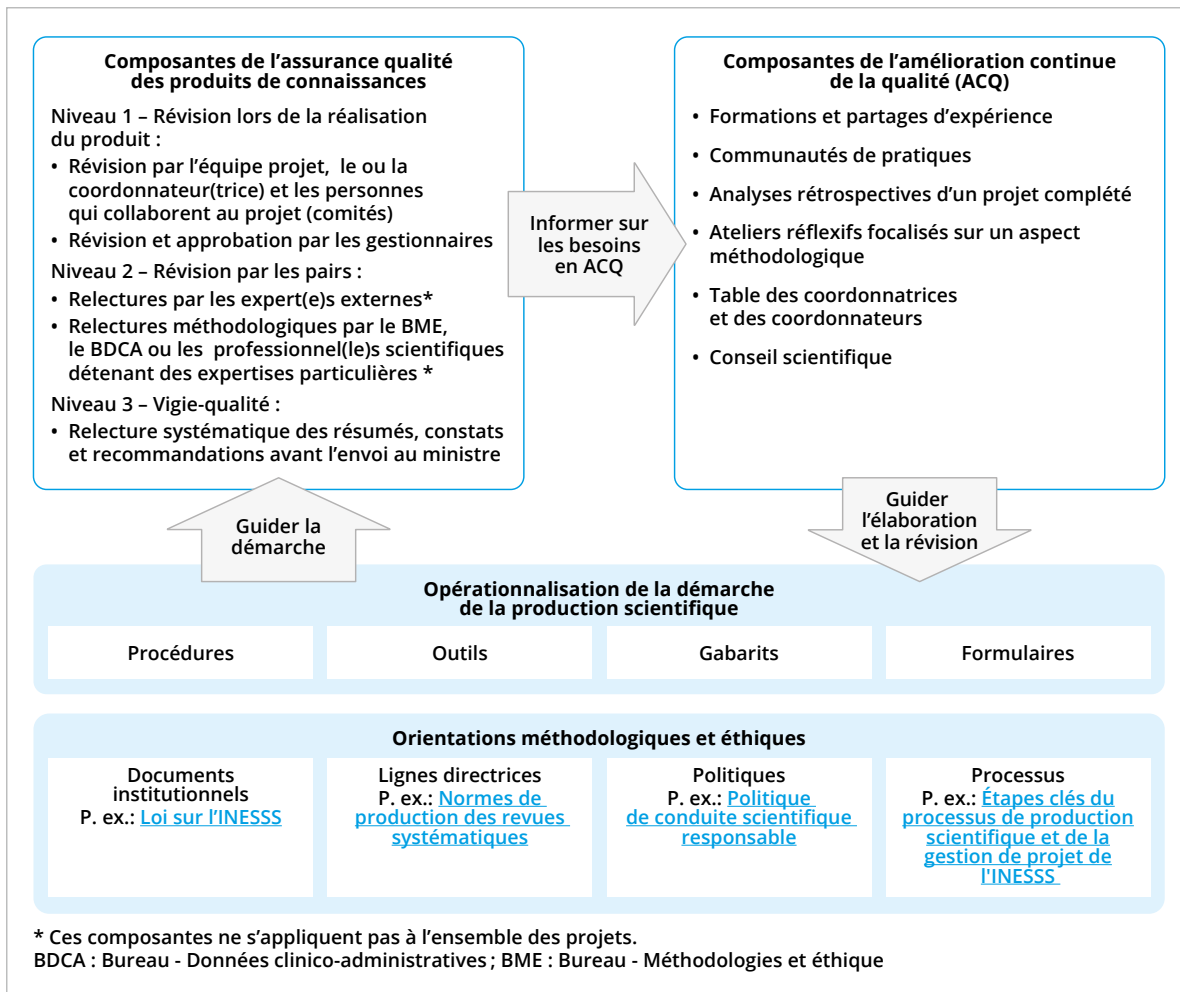 Composantes de l'assurance qualité
des produits de connaissances
Niveau 1 – Révision lors de la réalisation
du produit :
• Révision par l'équipe projet, le ou la
coordonnateur(trice) et les personnes
qui collaborent au projet (comités)
• Révision et approbation par les gestionnaires
Niveau 2 – Révision par les pairs :
• Relectures par les expert(e)s externes*
• Relectures méthodologiques par le BME,
le BDCA ou les professionnel(le)s scientifiques
détenant des expertises particulières *
Niveau 3 – Vigie-qualité :
• Relecture systématique des résumés, constats
et recommandations avant l'envoi au ministre
Informer sur
les besoins
en ACQ
Composantes de l'amélioration continue
de la qualité (ACQ)
• Formations et partages d'expérience
• Communautés de pratiques
• Analyses rétrospectives d'un projet complété
• Ateliers réflexifs focalisés sur un aspect
méthodologique
• Table des coordonnatrices
et des coordonnateurs
• Conseil scientifique
Guider la
démarche
Guider
l'élaboration
et la révision
Opérationnalisation de la démarche
de la production scientifique
Procédures
Outils
Gabarits
Formulaires
Orientations méthodologiques et éthiques
Documents
institutionnels
P. ex.: Loi sur l'INESSS
Lignes directrices
P. ex.: Normes de
production des revues
systématiques
Politiques
P. ex.: Politique
de conduite scientifique
responsable
Processus
P. ex.: Étapes clés du
processus de production
scientifique et de la
gestion de projet de
l'INESSS
* Ces composantes ne s'appliquent pas à l'ensemble des projets.
BDCA : Bureau - Données clinico-administratives ; BME : Bureau - Méthodologies et éthique